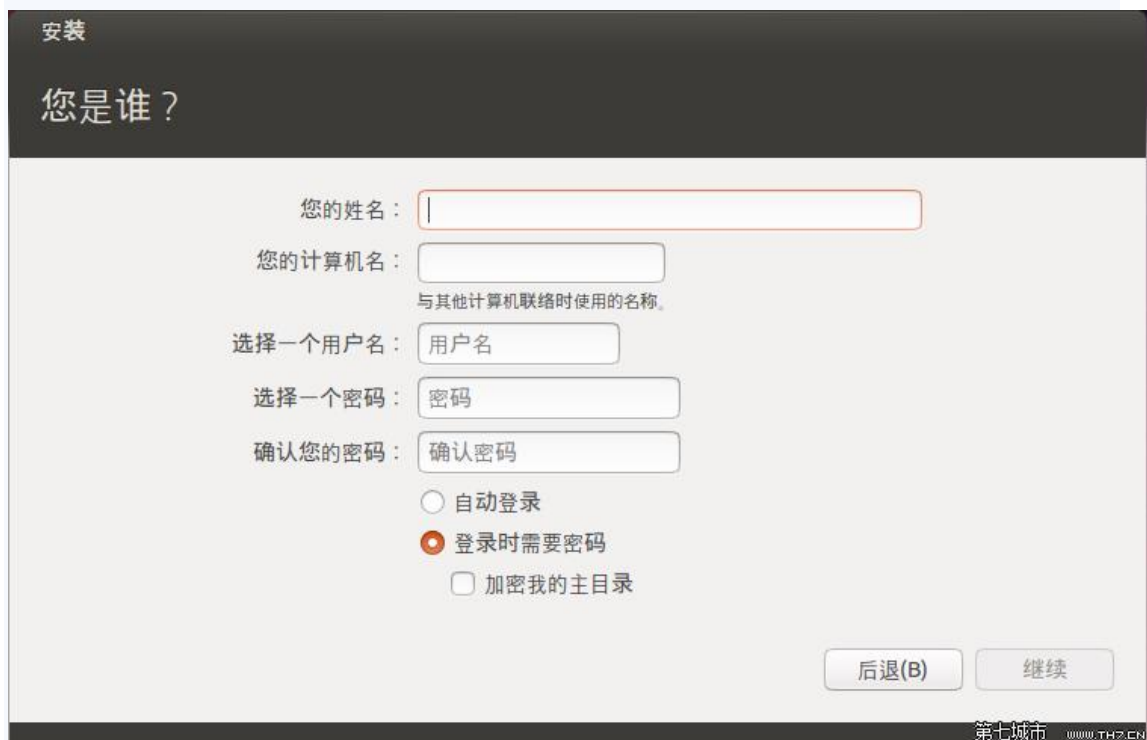 安装
您是谁？
您的姓名：
您的计算机名：
与其他计算机联络时使用的名称。
选择一个用户名： 用户名
选择一个密码： 密码
确认您的密码： 确认密码
自动登录
登录时需要密码
加密我的主目录
后退(B) 继续
第七城市 WWW.TH7.CN